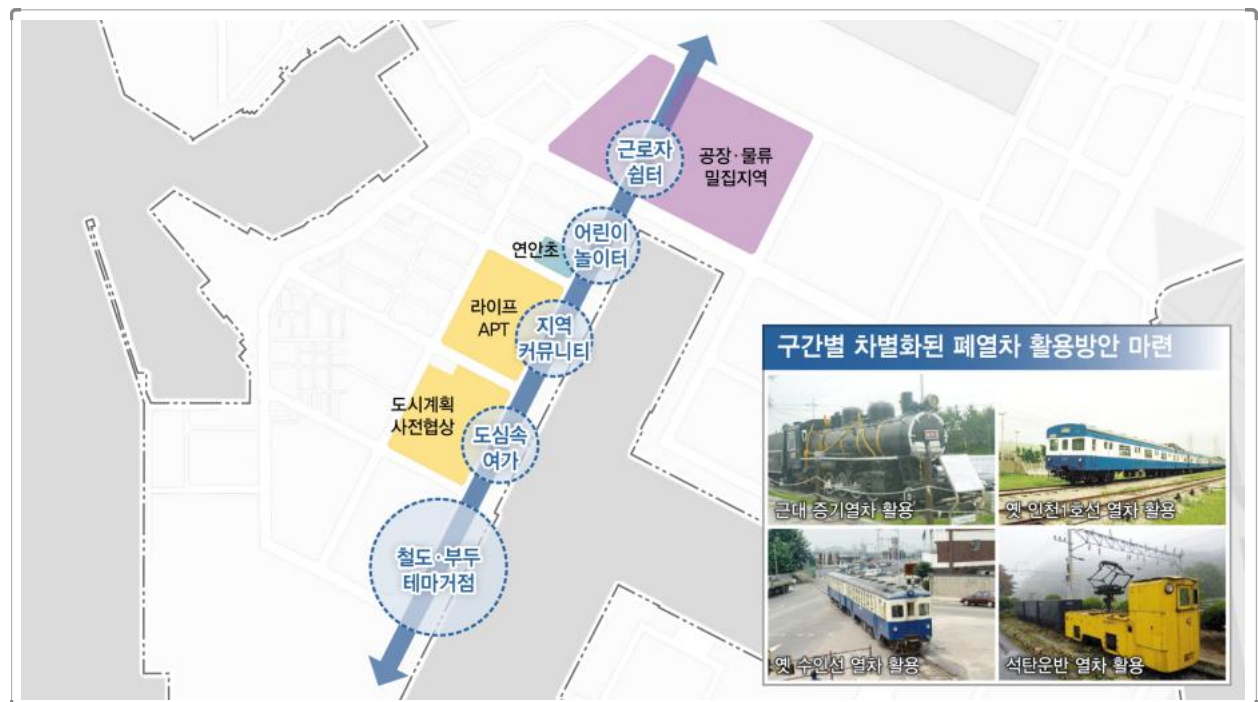 근로자
쉼터
공장·물류
밀집지역
어린이
놀이터
연안초
라이프
APT
지역
커뮤니티
도시계획
사전협상
도심속
여가
철도·부두
테마거점
구간별 차별화된 폐열차 활용방안 마련
근대 증기열차 활용
옛 인천1호선 열차 활용
옛 수인선 열차 활용
석탄운반 열차 활용